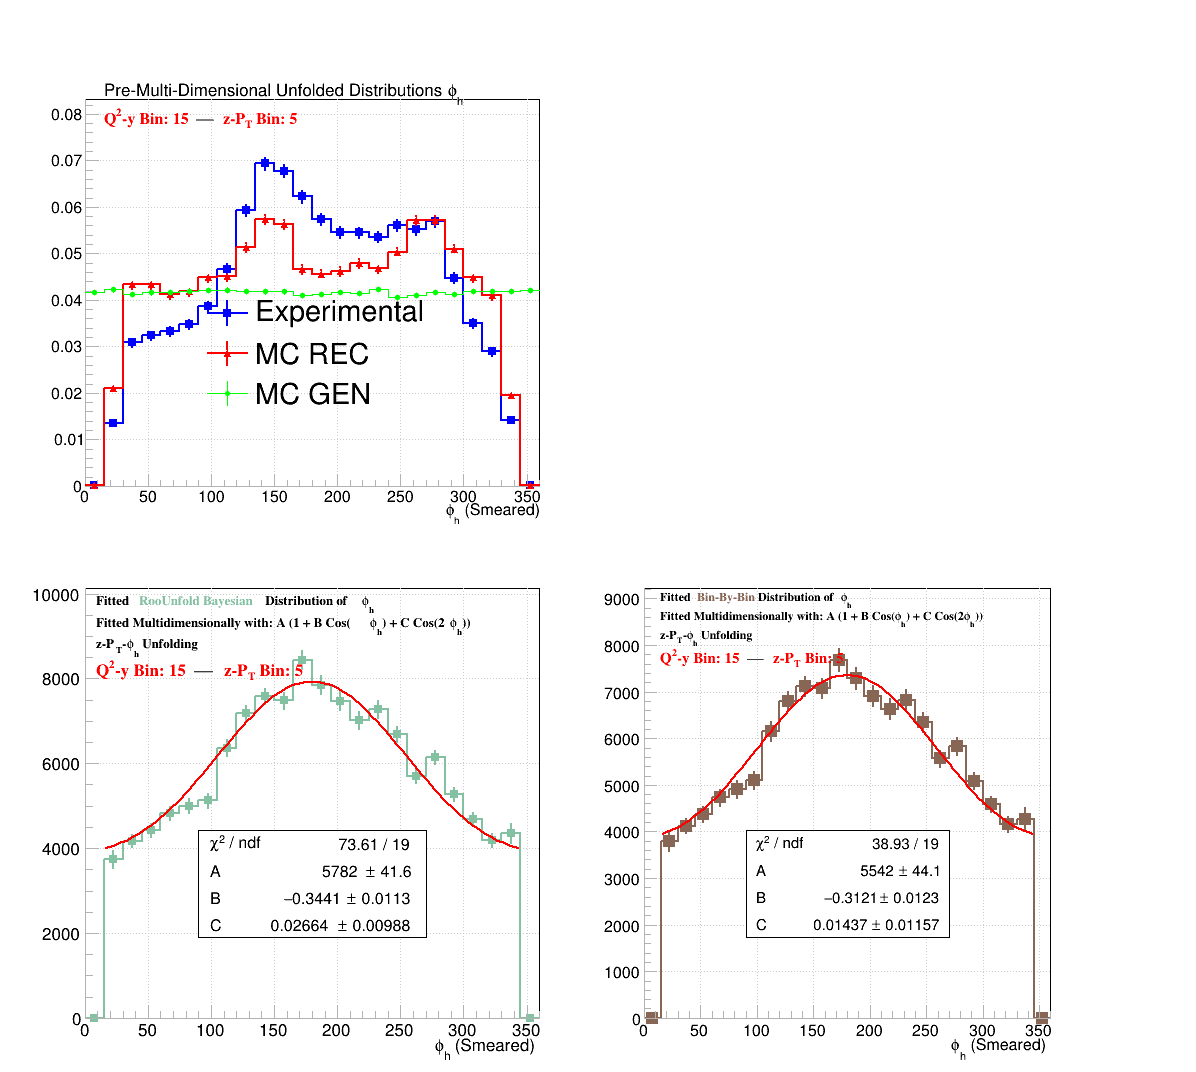 Pre-Multi-Dimensional Unfolded Distributions ϕh
Q2-y Bin: 15 — z-PT Bin: 5
0.08
0.07
0.06
0.05
0.04
0.03
0.02
0.01
0
Experimental
MC REC
MC GEN
0 50 100 150 200 250 300 350
ϕh (Smeared)
Fitted RooUnfold Bayesian Distribution of ϕh
Fitted Multidimensionally with: A (1 + B Cos( ϕh) + C Cos(2 ϕh))
z-PT-ϕh Unfolding
Q2-y Bin: 15 — z-PT Bin: 5
10000
8000
6000
4000
2000
0
χ2 / ndf 73.61 / 19
A 5782 ± 41.6
B −0.3441 ± 0.0113
C 0.02664 ± 0.00988
0 50 100 150 200 250 300 350
ϕh (Smeared)
Fitted Bin-By-Bin Distribution of ϕh
Fitted Multidimensionally with: A (1 + B Cos(ϕh) + C Cos(2ϕh))
z-PT-ϕh Unfolding
Q2-y Bin: 15 — z-PT Bin: 5
9000
8000
7000
6000
5000
4000
3000
2000
1000
0
χ2 / ndf 38.93 / 19
A 5542 ± 44.1
B −0.3121 ± 0.0123
C 0.01437 ± 0.01157
0 50 100 150 200 250 300 350
ϕh (Smeared)